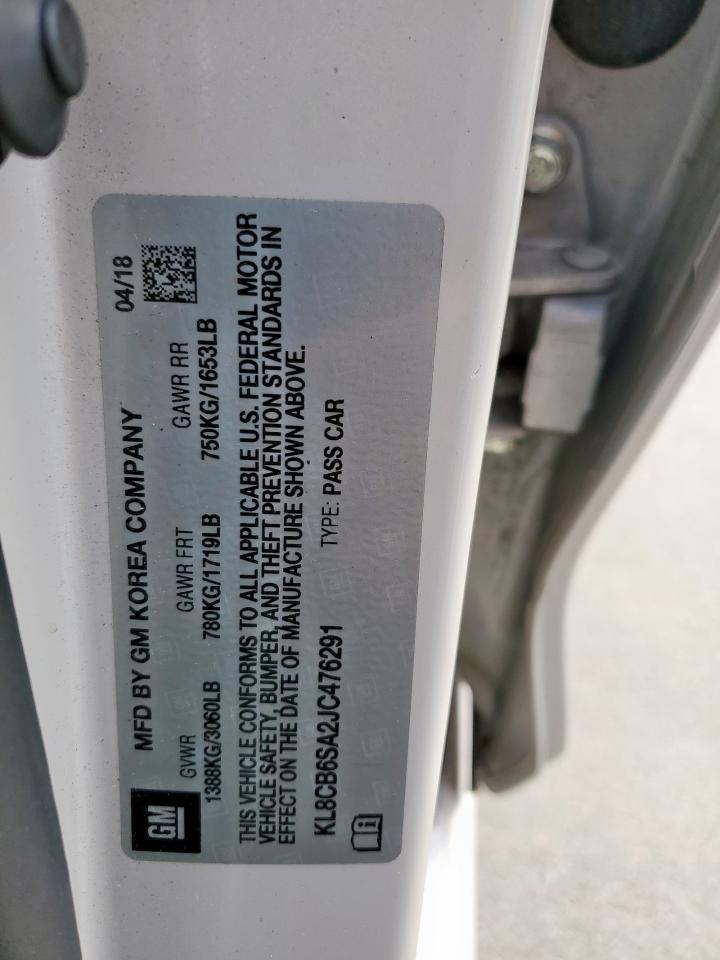 GM
MFD BY GM KOREA COMPANY 04/18
GVWR GAWR FRT GAWR RR
1388KG/3060LB 780KG/1719LB 750KG/1653LB
THIS VEHICLE CONFORMS TO ALL APPLICABLE U.S. FEDERAL MOTOR
VEHICLE SAFETY, BUMPER, AND THEFT PREVENTION STANDARDS IN
EFFECT ON THE DATE OF MANUFACTURE SHOWN ABOVE.
KL8CB6SA2JC476291 TYPE: PASS CAR